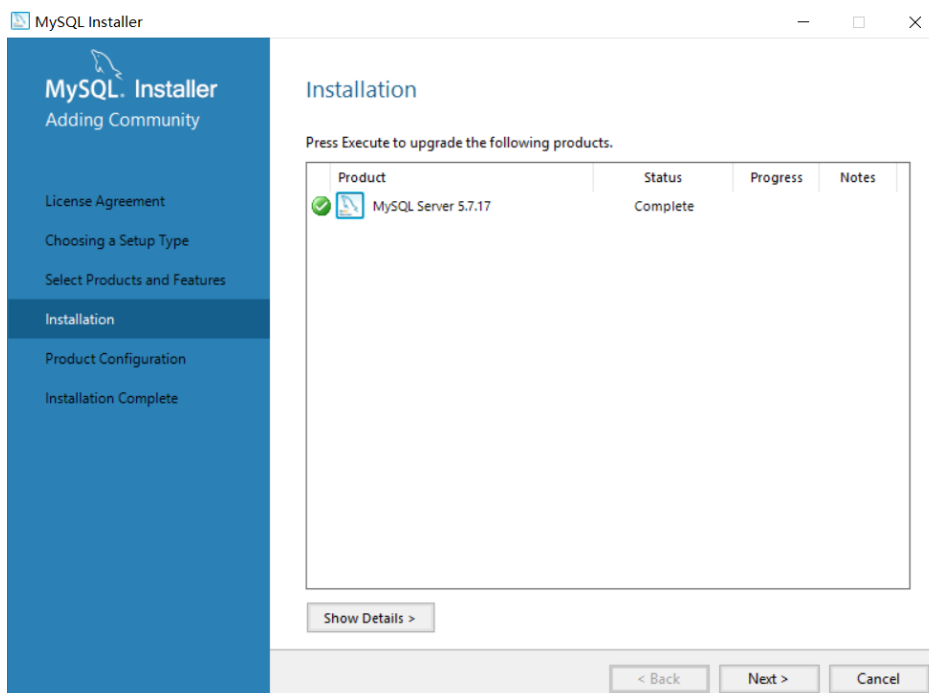 MySQL Installer
MySQL. Installer
Adding Community
License Agreement
Choosing a Setup Type
Select Products and Features
Installation
Product Configuration
Installation Complete
Installation
Press Execute to upgrade the following products.
Product Status Progress Notes
MySQL Server 5.7.17 Complete
Show Details >
< Back Next > Cancel